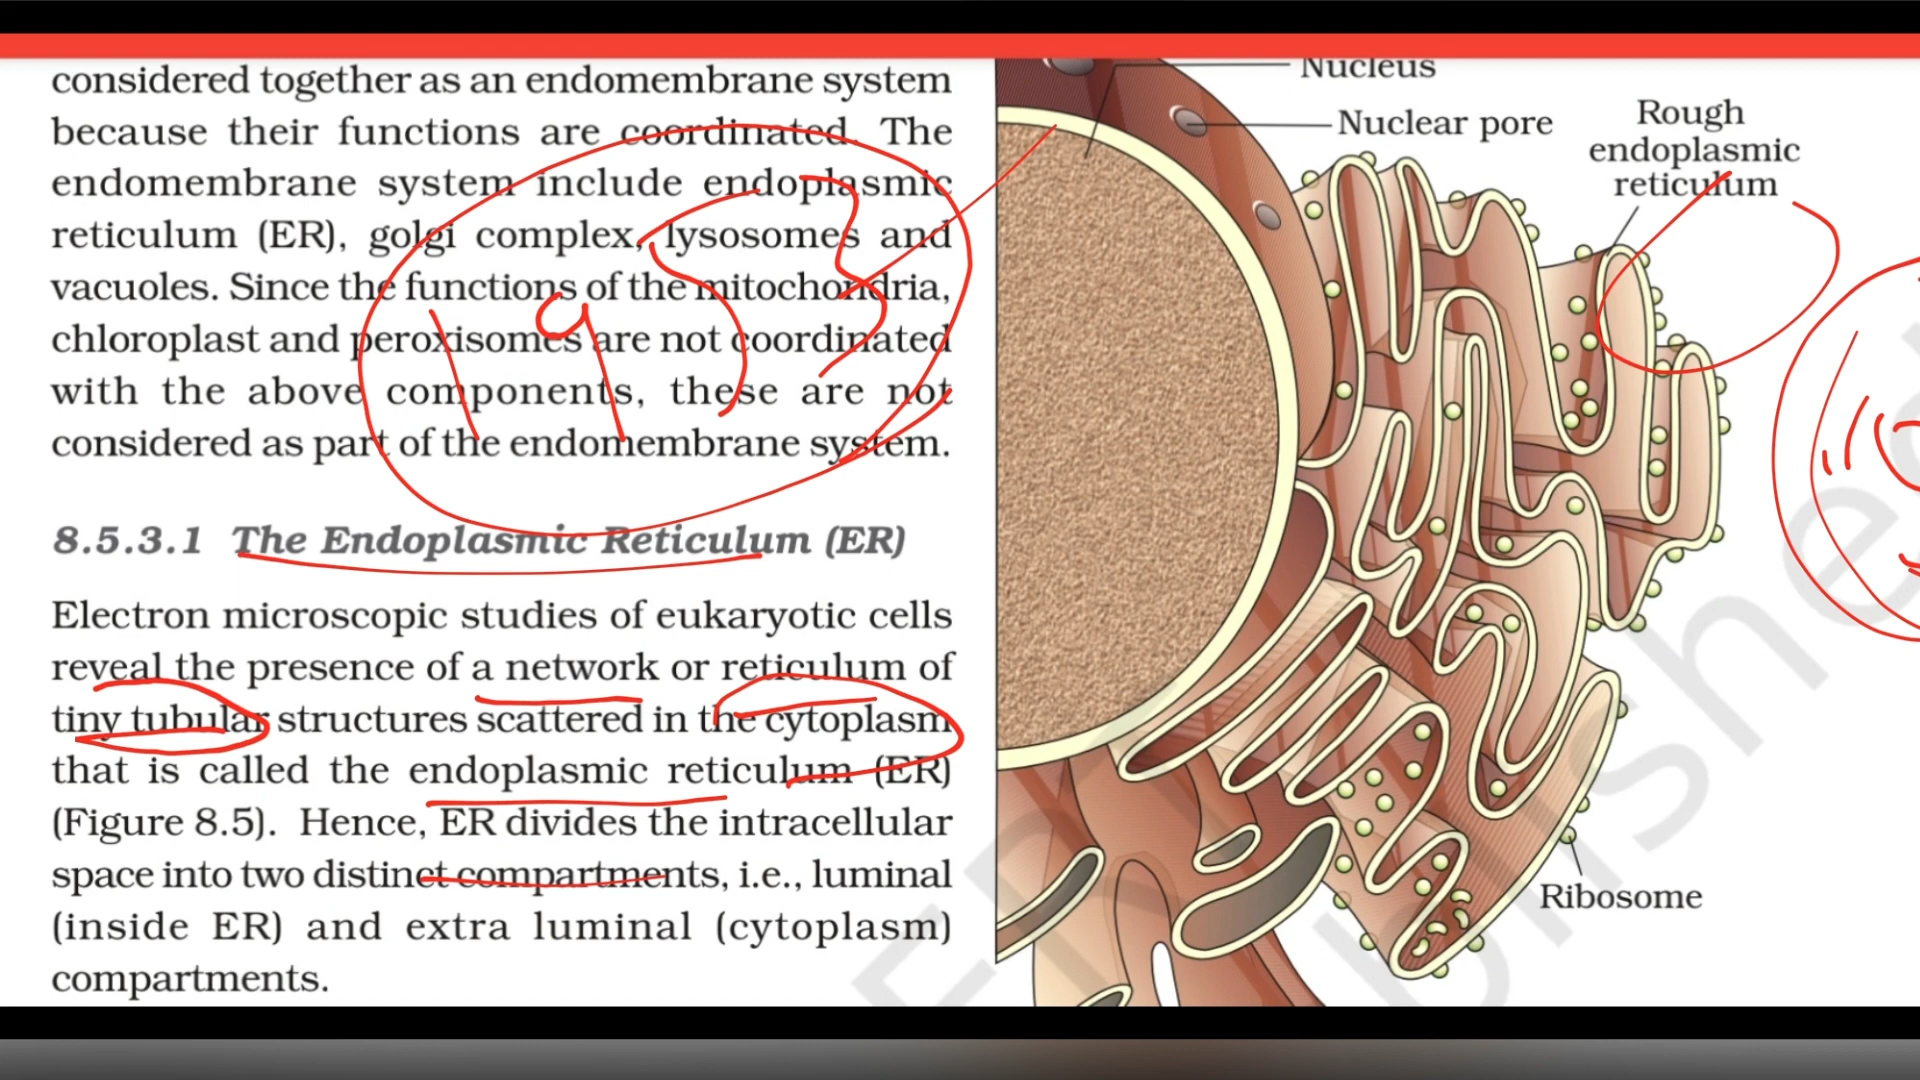 considered together as an endomembrane system
because their functions are coordinated. The
endomembrane system include endoplasmic
reticulum (ER), golgi complex, lysosomes and
vacuoles. Since the functions of the mitochondria,
chloroplast and peroxisomes are not coordinated
with the above components, these are not
considered as part of the endomembrane system.
1953
8.5.3.1 The Endoplasmic Reticulum (ER)
Electron microscopic studies of eukaryotic cells
reveal the presence of a network or reticulum of
tiny tubular structures scattered in the cytoplasm
that is called the endoplasmic reticulum (ER)
(Figure 8.5). Hence, ER divides the intracellular
space into two distinct compartments, i.e., luminal
(inside ER) and extra luminal (cytoplasm)
compartments.
Nucleus
Nuclear pore
Rough
endoplasmic
reticulum
Ribosome